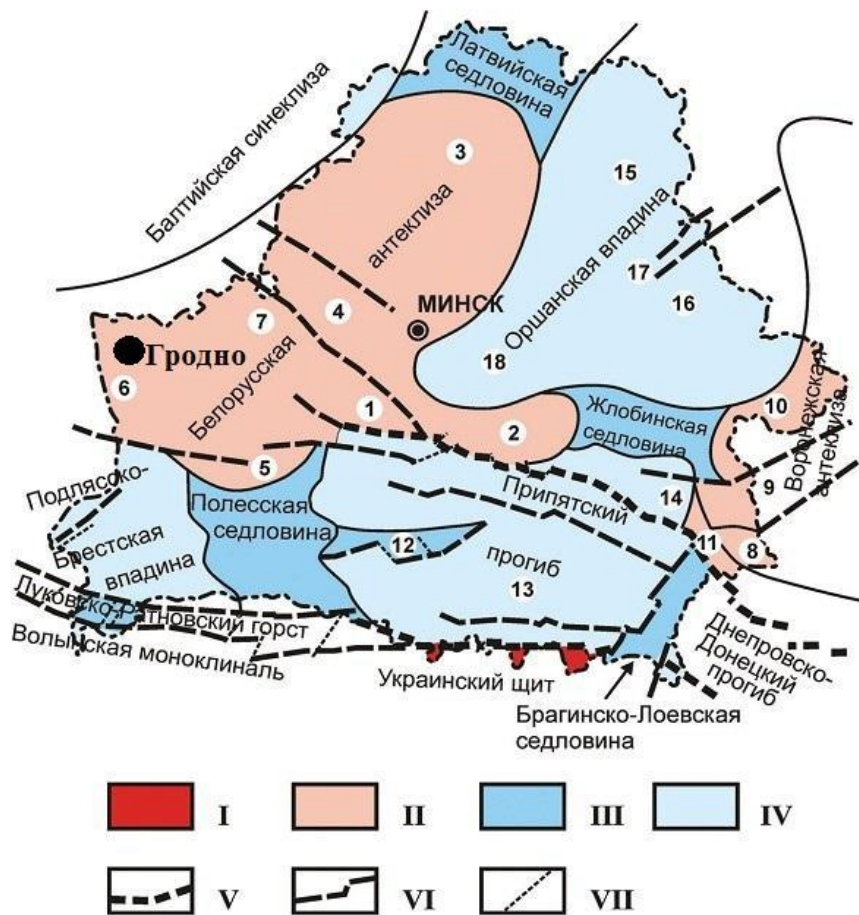 Латвийская
седловина
Балтийская синеклиза
3
15
антеклиза
Оршанская впадина
17
16
7
4
МИНСК
Гродно
6
18
Белорусская
10
1
2
Жлобинская
седловина
Воронежская
антеклиза
5
9
Подлясско-
Брестская
впадина
Полесская
седловина
Припятский
14
прогиб
12
11
8
13
Луковско-Ратновский горст
Волынская моноклиналь
Украинский щит
Днепровско-
Донецкий
прогиб
Брагинско-Лоевская
седловина
I
II
III
IV
V
VI
VII